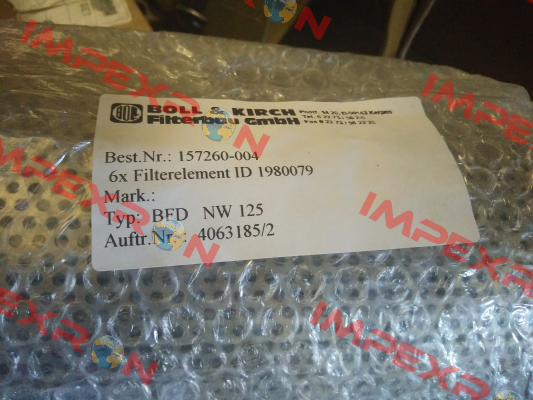 IMPEXRON
BOLL & KIRCH
Filterbau GmbH
Best.Nr.: 157260-004
6x Filterelement ID 1980079
Mark.:
Typ: BFD NW 125
Auftr.Nr.: 4063185/2
IMPEXRON
IMPEXRON
IMPEXRON